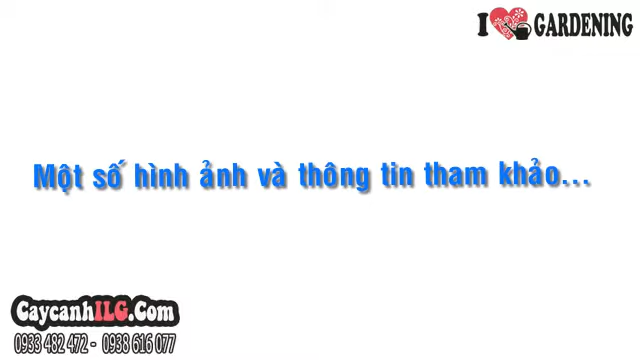 I GARDENING
Một số hình ảnh và thông tin tham khảo...
CaycanhILG.Com
0933 482 472 - 0938 616 077